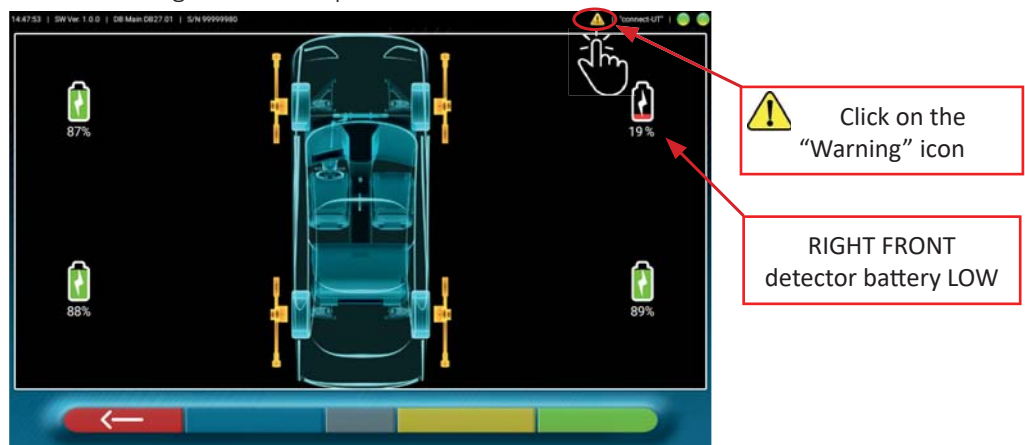 14:47:53 | SW Ver. 1.0.0 | DB Main DB27.01 | S/N 99999980
"connect-UT" |
87%
19 %
88%
89%
Click on the
“Warning” icon
RIGHT FRONT
detector battery LOW